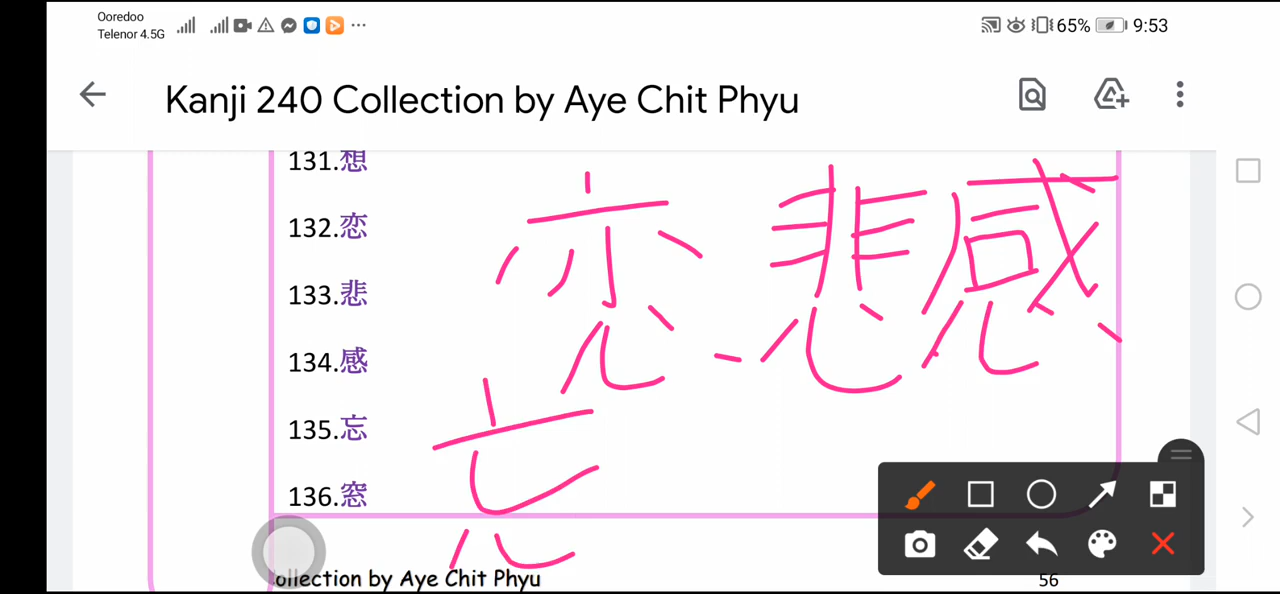 Ooredoo
Telenor 4.5G
65% 9:53
Kanji 240 Collection by Aye Chit Phyu
131.想
132.恋
133.悲
134.感
135.忘
136.窓
恋 悲 感
忘
ollection by Aye Chit Phyu
56